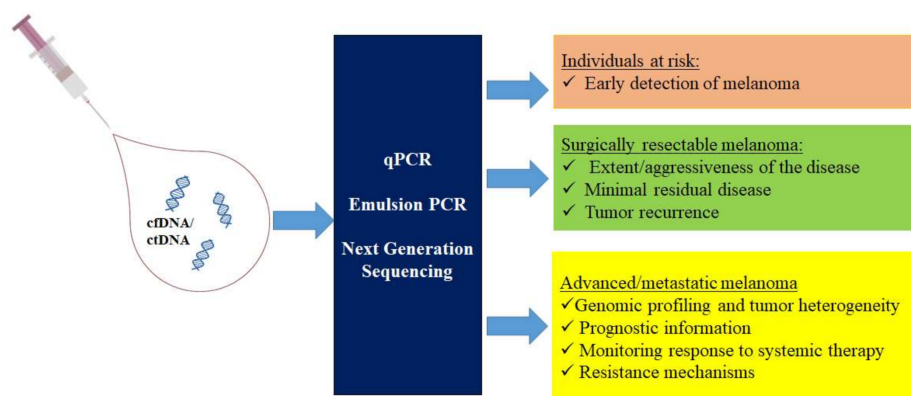 cfDNA/
ctDNA
qPCR
Emulsion PCR
Next Generation
Sequencing
Individuals at risk:
✓ Early detection of melanoma
Surgically resectable melanoma:
✓ Extent/aggressiveness of the disease
✓ Minimal residual disease
✓ Tumor recurrence
Advanced/metastatic melanoma
✓Genomic profiling and tumor heterogeneity
✓ Prognostic information
✓ Monitoring response to systemic therapy
✓ Resistance mechanisms